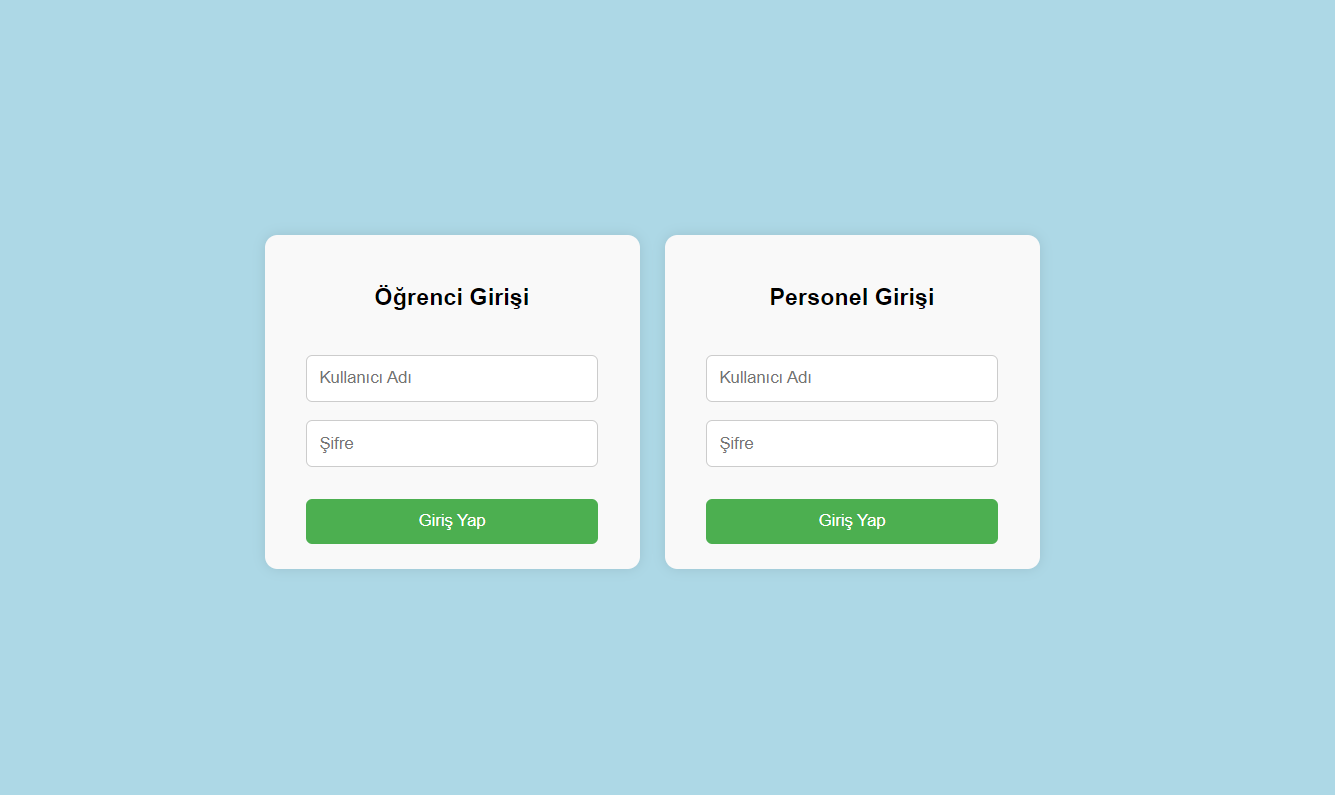 Öğrenci Girişi
Kullanıcı Adı
Şifre
Giriş Yap
Personel Girişi
Kullanıcı Adı
Şifre
Giriş Yap